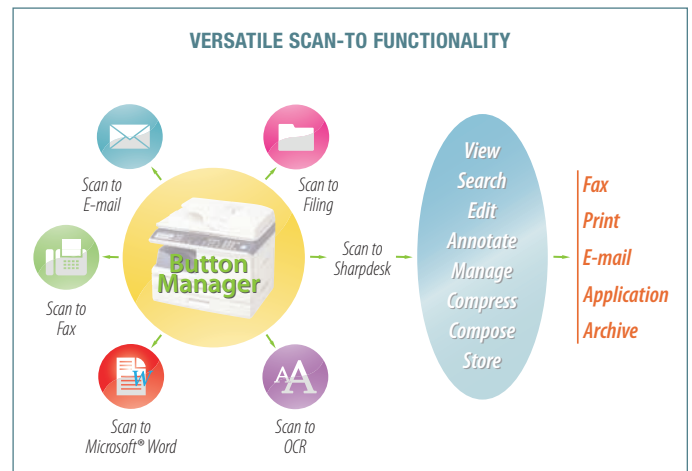 VERSATILE SCAN-TO FUNCTIONALITY
Scan to
E-mail
Scan to
Filing
Scan to
Fax
Button
Manager
Scan to
Sharpdesk
Scan to
Microsoft® Word
W
Scan to
OCR
AA
View
Search
Edit
Annotate
Manage
Compress
Compose
Store
Fax
Print
E-mail
Application
Archive